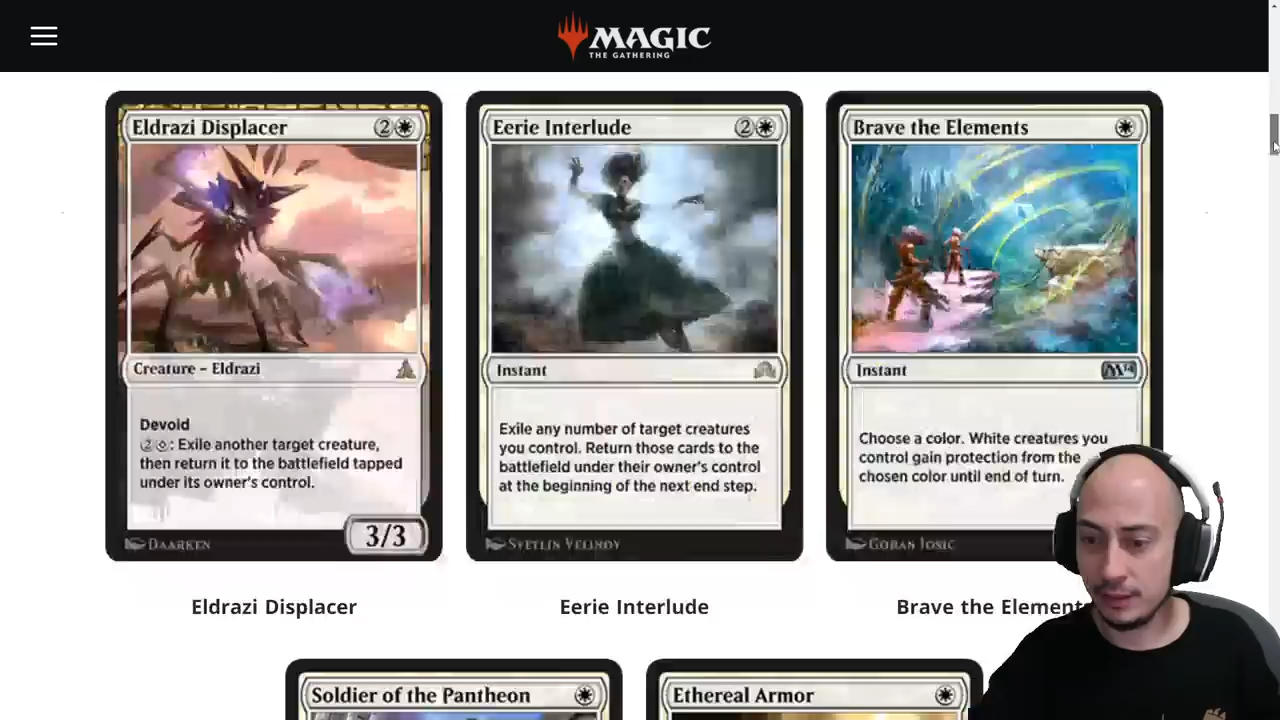 MAGIC
THE GATHERING
Eldrazi Displacer 2
Eerie Interlude 2
Brave the Elements
Creature – Eldrazi
Instant
Instant
M14
Devoid
2: Exile another target creature,
then return it to the battlefield tapped
under its owner's control.
3/3
DAARKEN
Exile any number of target creatures
you control. Return those cards to the
battlefield under their owner's control
at the beginning of the next end step.
SVETLIN VELINOV
Choose a color. White creatures you
control gain protection from the
chosen color until end of turn.
GORAN JOSIC
Eldrazi Displacer
Eerie Interlude
Brave the Element
Soldier of the Pantheon
Ethereal Armor